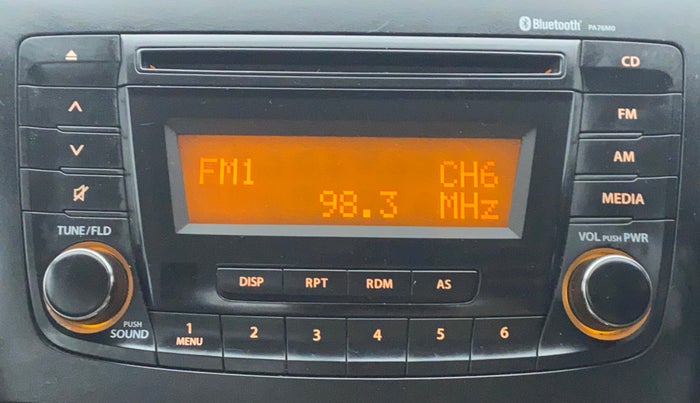 Bluetooth® PA76M0
CD
FM
AM
MEDIA
FM1 CH6
98.3 MHz
TUNE/FLD
VOL PUSH PWR
DISP RPT RDM AS
PUSH
SOUND
1 2 3 4 5 6
MENU